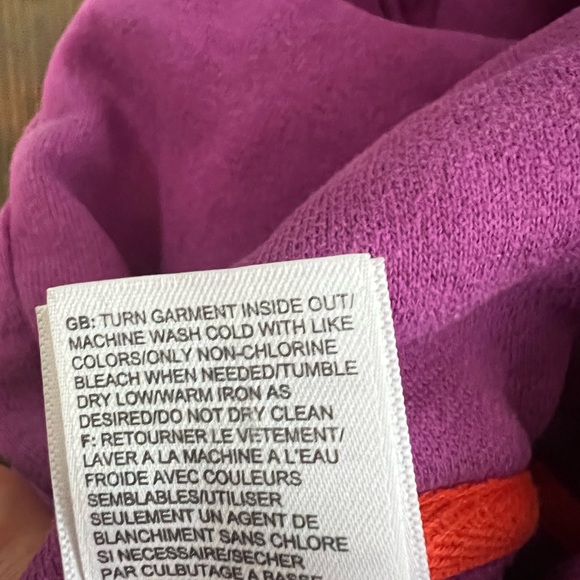 GB: TURN GARMENT INSIDE OUT/
MACHINE WASH COLD WITH LIKE
COLORS/ONLY NON-CHLORINE
BLEACH WHEN NEEDED/TUMBLE
DRY LOW/WARM IRON AS
DESIRED/DO NOT DRY CLEAN
F: RETOURNER LE VETEMENT/
LAVER A LA MACHINE A L'EAU
FROIDE AVEC COULEURS
SEMBLABLES/UTILISER
SEULEMENT UN AGENT DE
BLANCHIMENT SANS CHLORE
SI NECESSAIRE/SECHER
PAR CULBUTAGE A BASSE